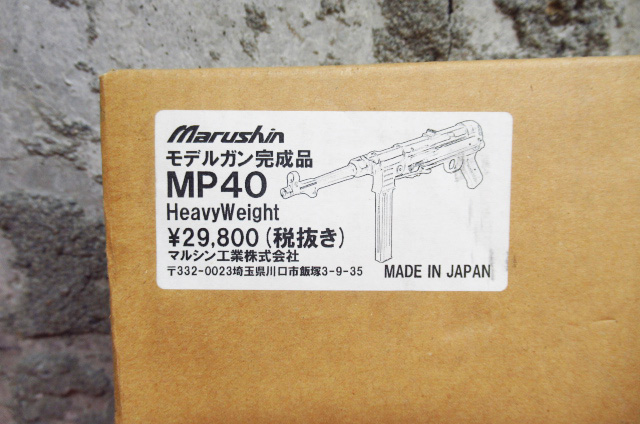 Marushin
モデルガン完成品
MP40
HeavyWeight
¥29,800(税抜き)
マルシン工業株式会社
〒332-0023埼玉県川口市飯塚3-9-35
MADE IN JAPAN